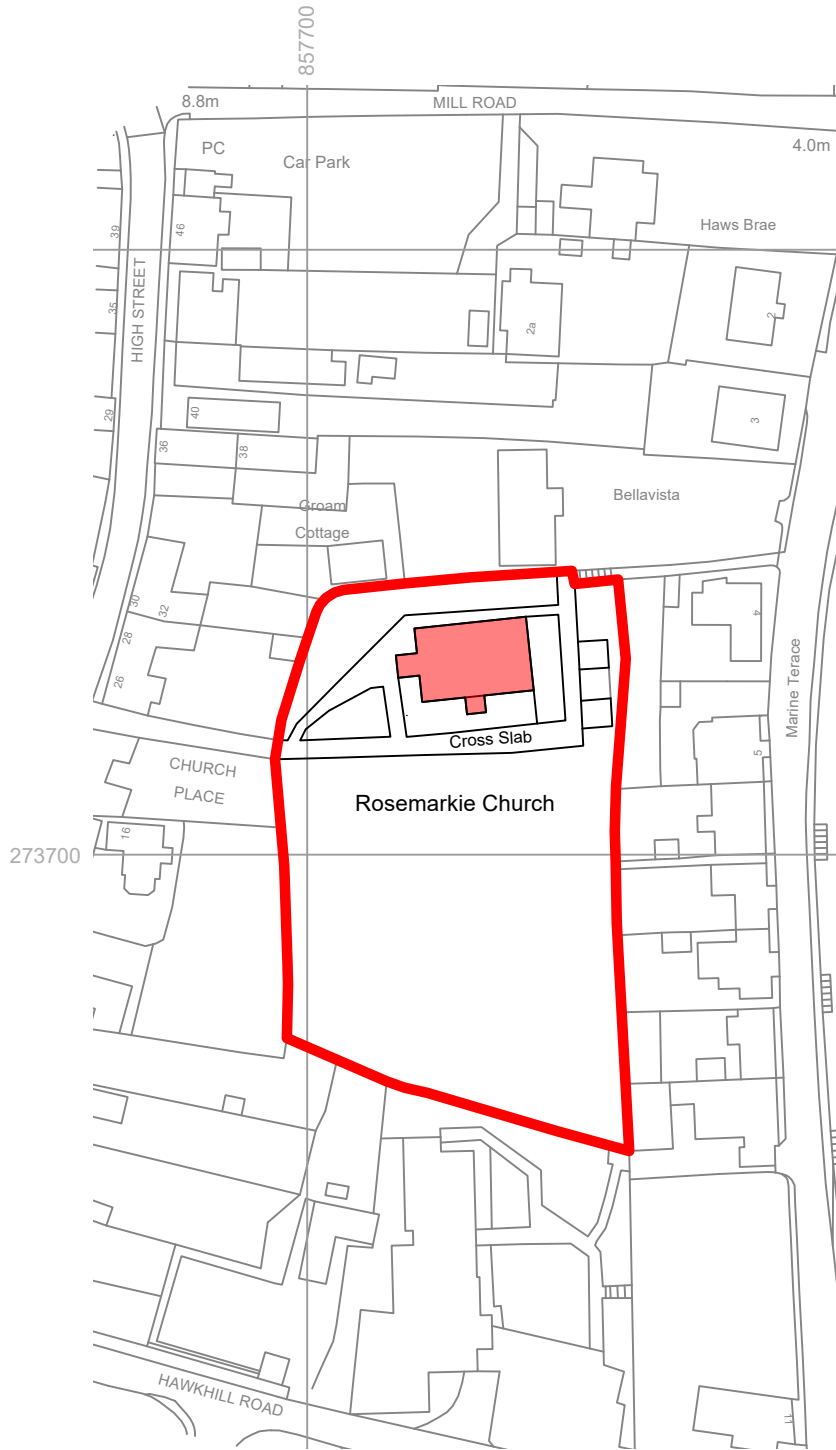 857700
8.8m
MILL ROAD
4.0m
PC
Car Park
Haws Brae
39
46
HIGH STREET
35
2a
2
29
40
3
36
38
Groam
Cottage
Bellavista
30
32
28
26
4
Marine Terace
Cross Slab
5
CHURCH
PLACE
Rosemarkie Church
16
273700
HAWKHILL ROAD
11